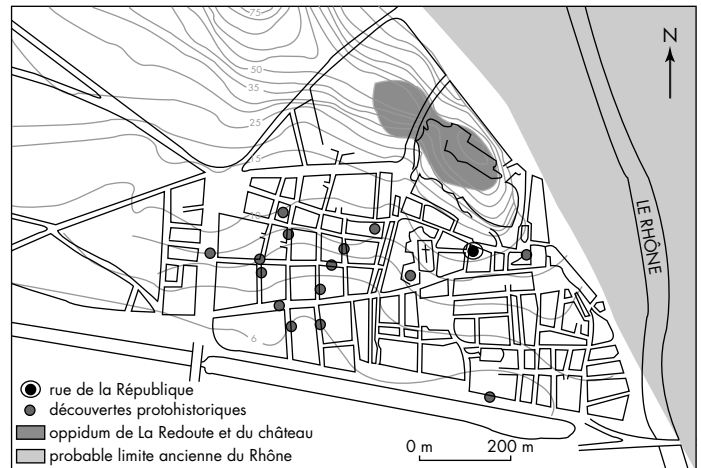 75
50
35
25
15
10
6
N
LE RHÔNE
rue de la République
découvertes protohistoriques
oppidum de La Redoute et du château
probable limite ancienne du Rhône
0 m 200 m